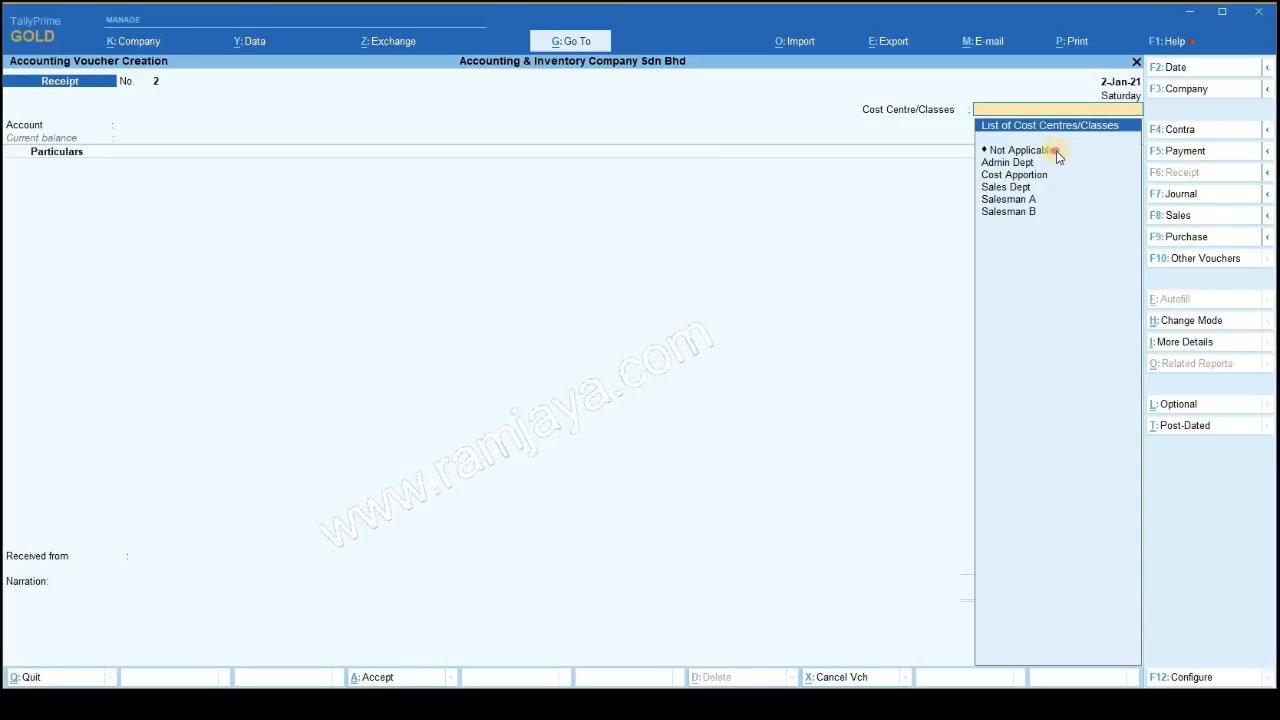 TallyPrime
GOLD
MANAGE
K: Company
Y: Data
Z: Exchange
G: Go To
O: Import
E: Export
M: E-mail
P: Print
F1: Help
Accounting Voucher Creation
Accounting & Inventory Company Sdn Bhd
Receipt No. 2
2-Jan-21
Saturday
Cost Centre/Classes :
Account :
Current balance :
Particulars
List of Cost Centres/Classes
♦ Not Applicable
Admin Dept
Cost Apportion
Sales Dept
Salesman A
Salesman B
www.ramjaya.com
Received from :
Narration:
F2: Date
F3: Company
F4: Contra
F5: Payment
F6: Receipt
F7: Journal
F8: Sales
F9: Purchase
F10: Other Vouchers
E: Autofill
H: Change Mode
I: More Details
O: Related Reports
L: Optional
T: Post-Dated
Q: Quit
A: Accept
D: Delete
X: Cancel Vch
F12: Configure